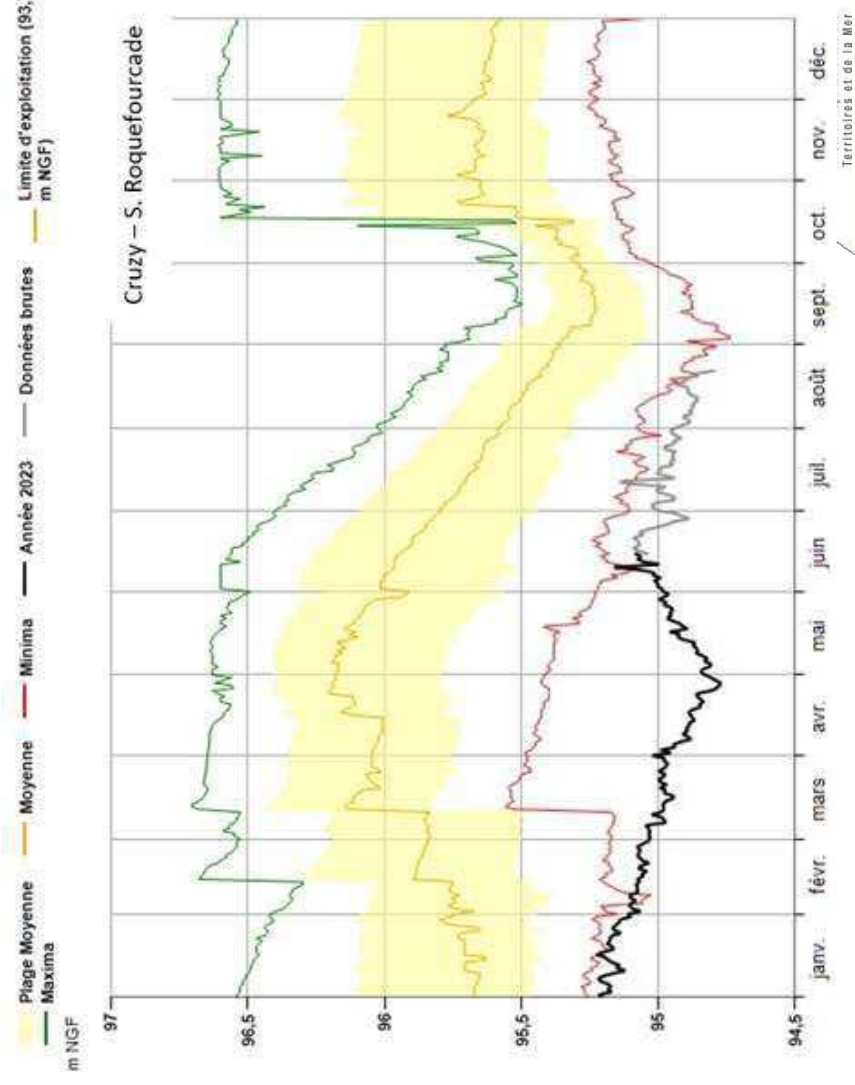 Plage Moyenne
Moyenne
Minima
Année 2023
Données brutes
Limite d'exploitation (93,
m NGF)
Maxima
m NGF
Cruzy – S. Roquefourcade
97
96,5
96
95,5
95
94,5
janv.
févr.
mars
avr.
mai
juin
juil.
août
sept.
oct.
nov.
déc.
Territoires et de la Mer